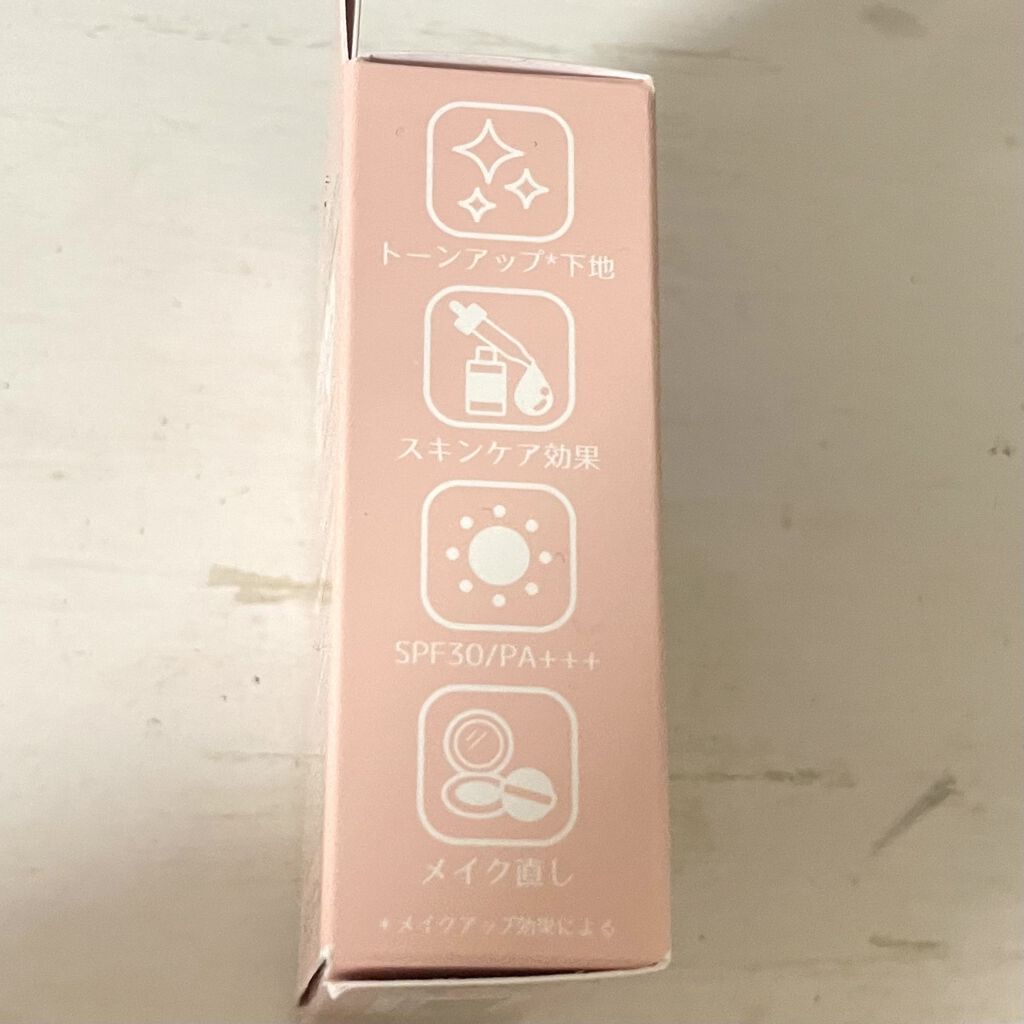 トーンアップ*下地
スキンケア効果
SPF30/PA+++
メイク直し
*メイクアップ効果による